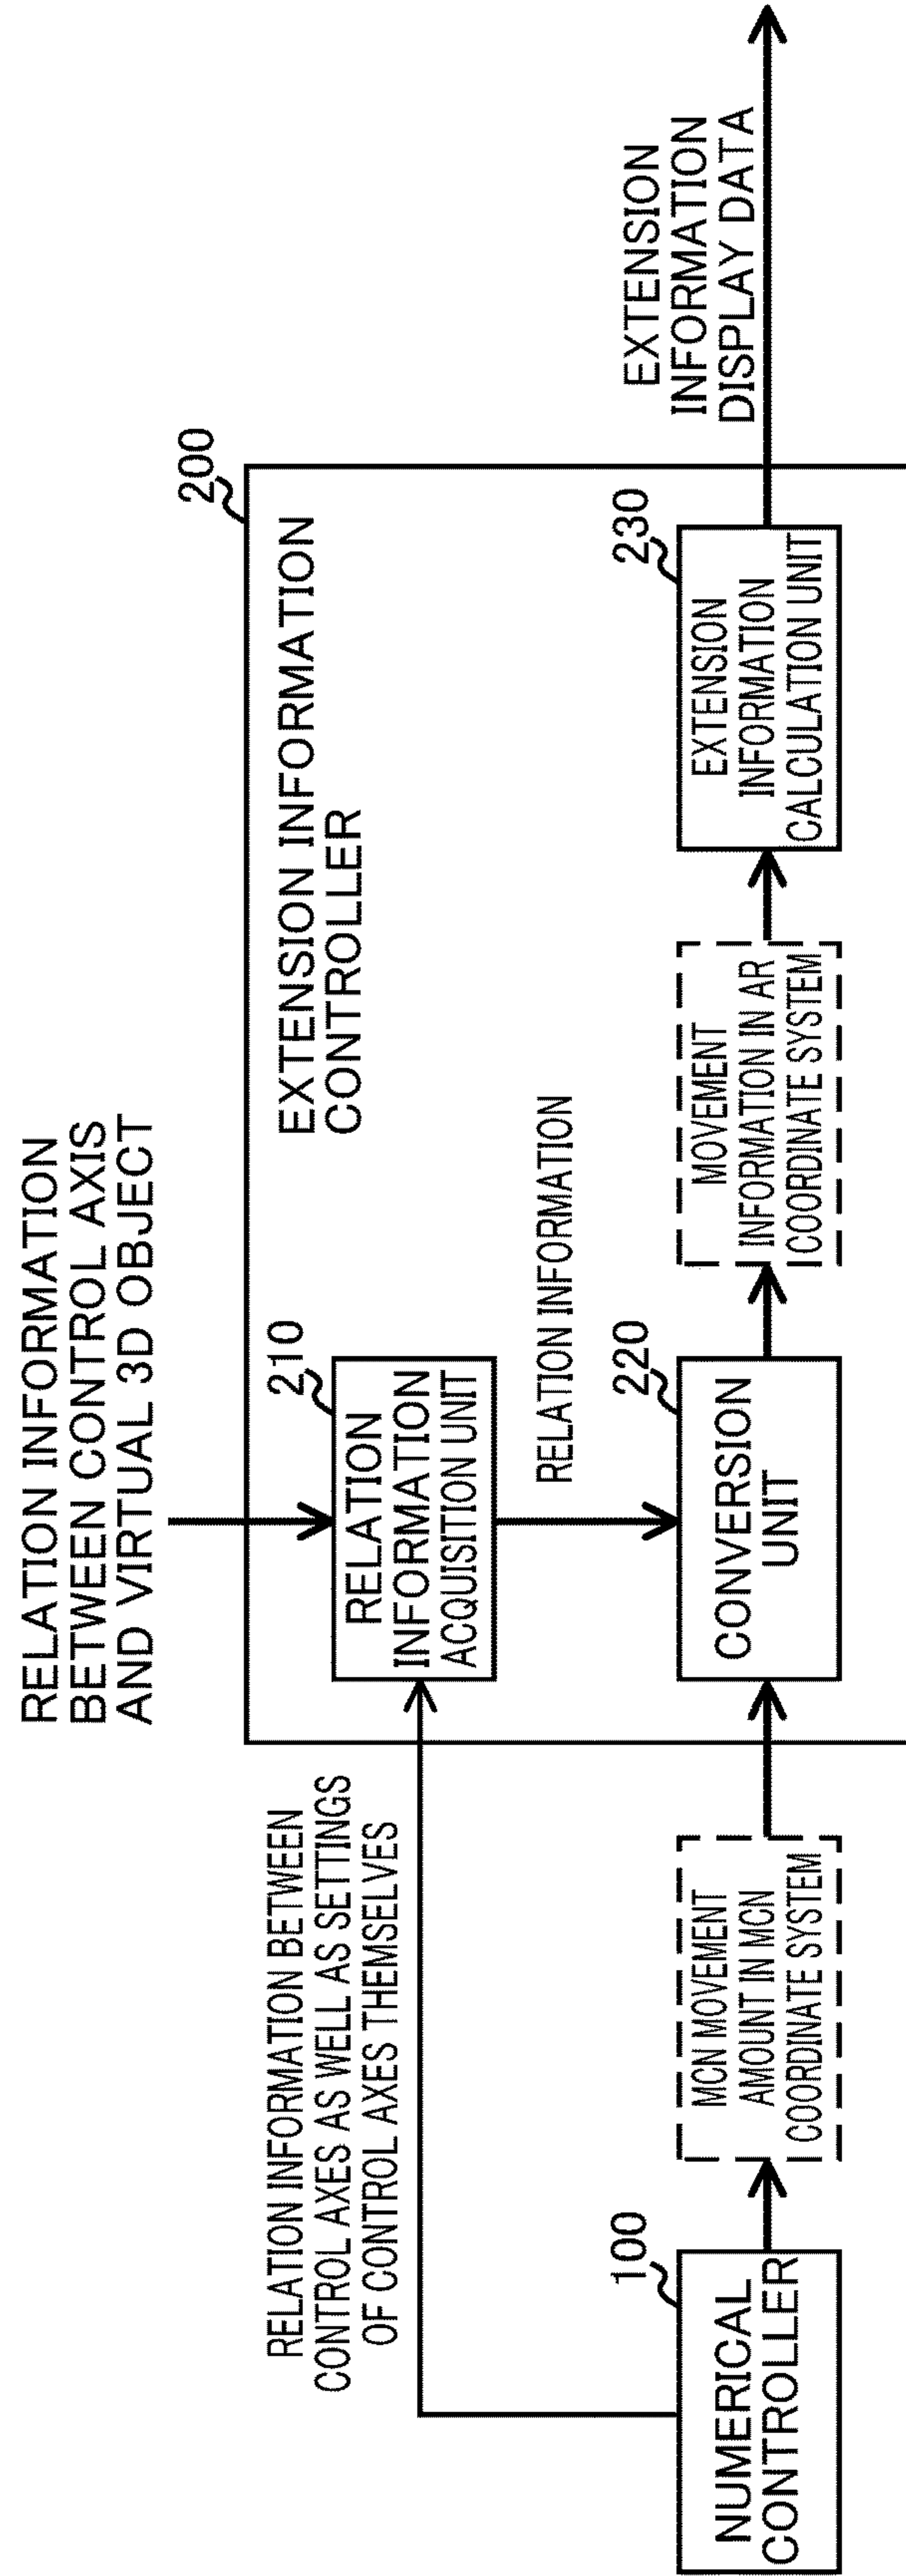 RELATION INFORMATION
BETWEEN CONTROL AXIS
AND VIRTUAL 3D OBJECT
200
EXTENSION INFORMATION
CONTROLLER
RELATION INFORMATION BETWEEN
CONTROL AXES AS WELL AS SETTINGS
OF CONTROL AXES THEMSELVES
210
RELATION
INFORMATION
ACQUISITION UNIT
RELATION INFORMATION
100
NUMERICAL
CONTROLLER
MCN MOVEMENT
AMOUNT IN MCN
COORDINATE SYSTEM
220
CONVERSION
UNIT
MOVEMENT
INFORMATION IN AR
COORDINATE SYSTEM
230
EXTENSION
INFORMATION
CALCULATION UNIT
EXTENSION
INFORMATION
DISPLAY DATA